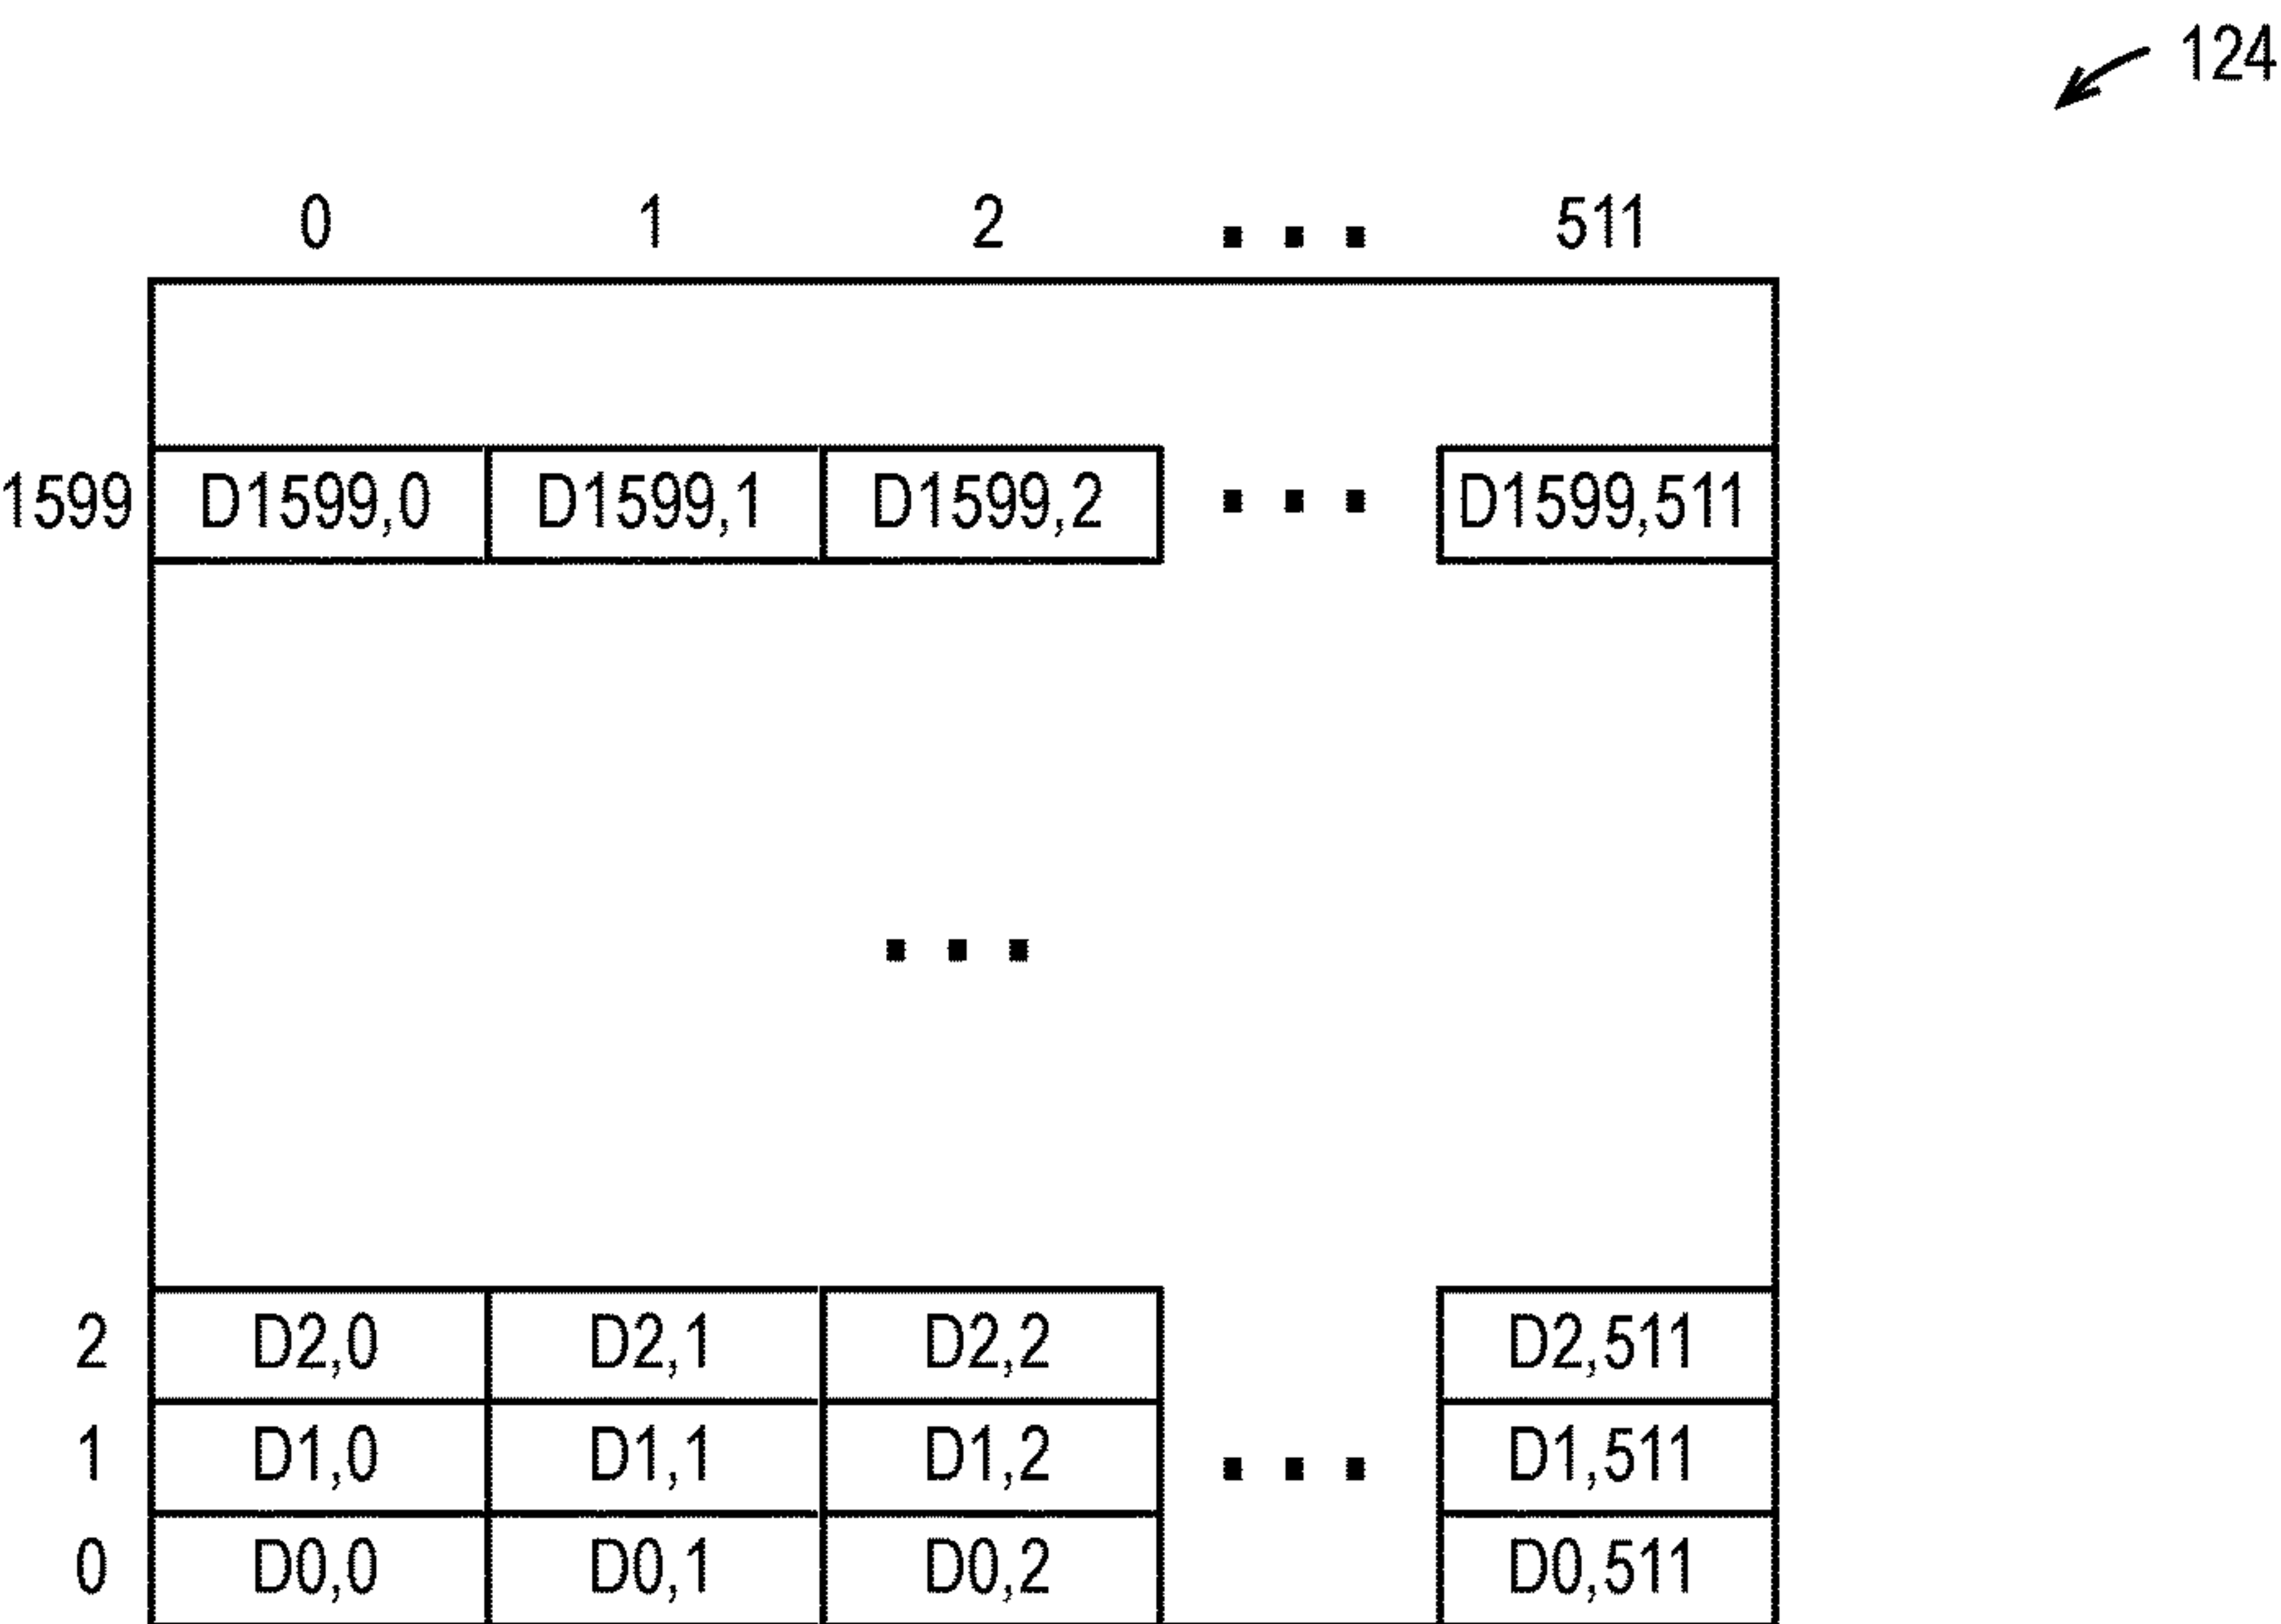 124
0 1 2 ... 511
1599 D1599,0 D1599,1 D1599,2 ... D1599,511
...
2 D2,0 D2,1 D2,2 D2,511
1 D1,0 D1,1 D1,2 ... D1,511
0 D0,0 D0,1 D0,2 D0,511